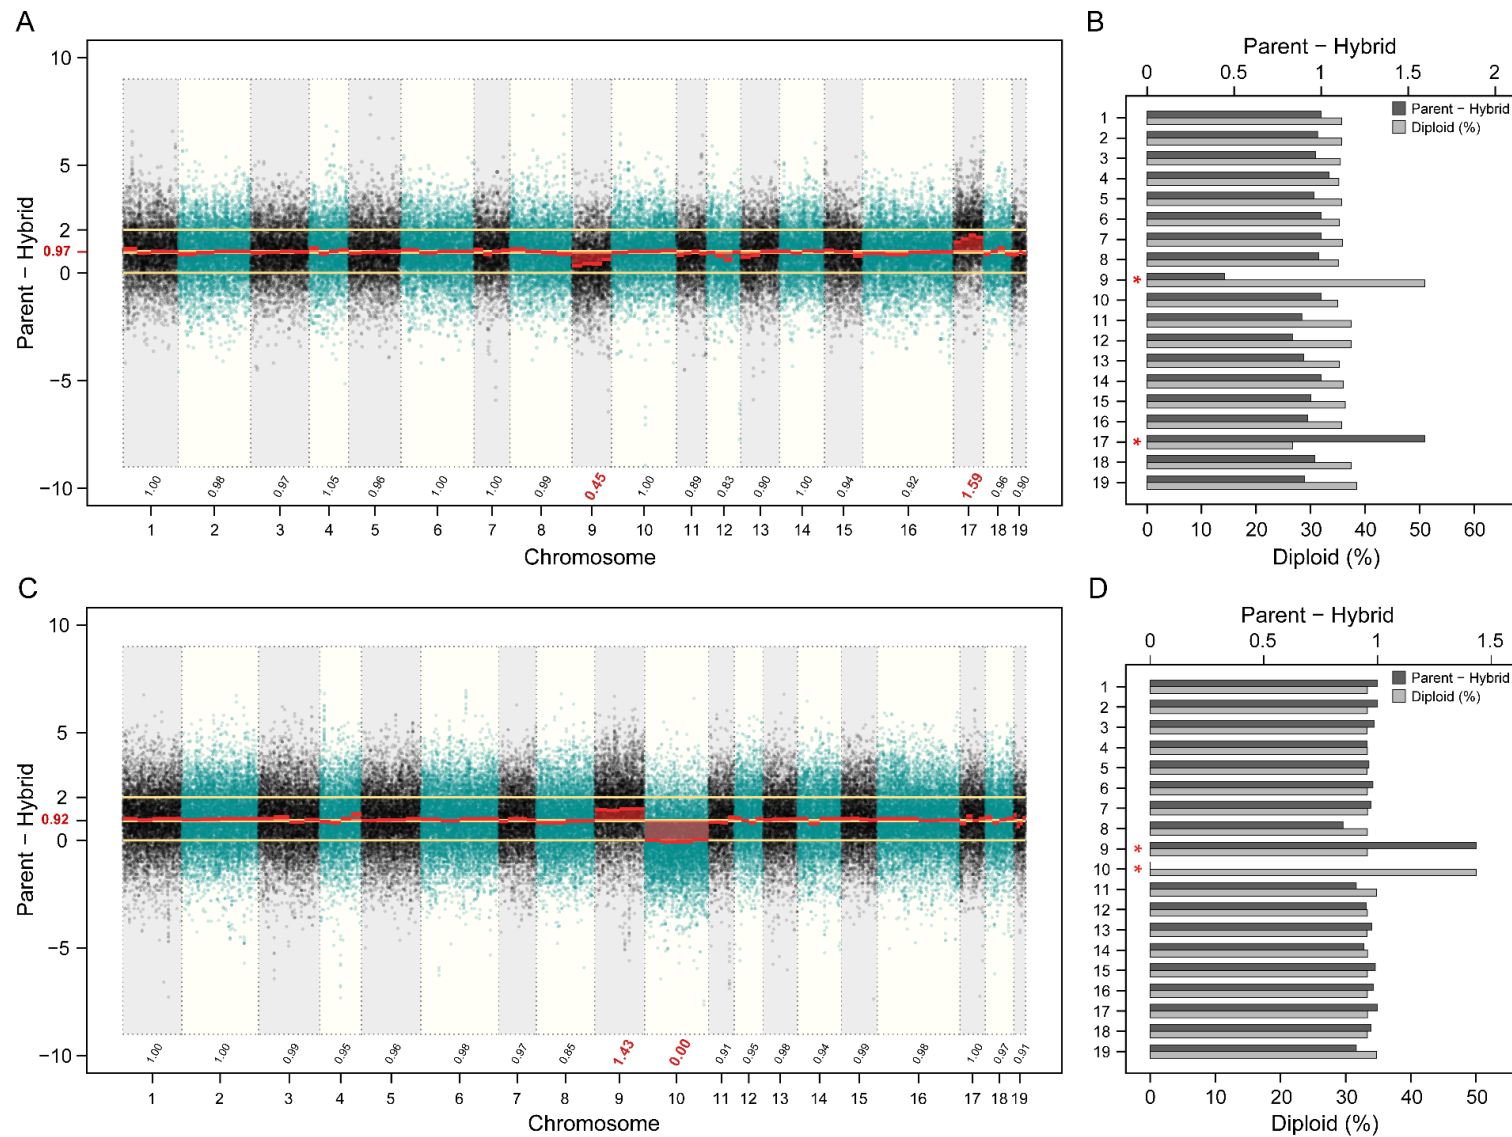 A
10
5
2
0.97
0
−5
−10
Parent − Hybrid
1.00 0.98 0.97 1.05 0.96 1.00 1.00 0.99 0.45 1.00 0.89 0.83 0.90 1.00 0.94 0.92 1.59 0.96 0.90
1 2 3 4 5 6 7 8 9 10 11 12 13 14 15 16 17 18 19
Chromosome
B
Parent − Hybrid
0 0.5 1 1.5 2
Parent − Hybrid
Diploid (%)
1
2
3
4
5
6
7
8
* 9
10
11
12
13
14
15
16
* 17
18
19
0 10 20 30 40 50 60
Diploid (%)
C
10
5
2
0.92
0
−5
−10
Parent − Hybrid
1.00 1.00 0.99 0.95 0.96 0.98 0.97 0.85 1.43 0.00 0.91 0.95 0.98 0.94 0.99 0.98 1.00 0.97 0.91
1 2 3 4 5 6 7 8 9 10 11 12 13 14 15 16 17 18 19
Chromosome
D
Parent − Hybrid
0 0.5 1 1.5
Parent − Hybrid
Diploid (%)
1
2
3
4
5
6
7
8
* 9
* 10
11
12
13
14
15
16
17
18
19
0 10 20 30 40 50
Diploid (%)